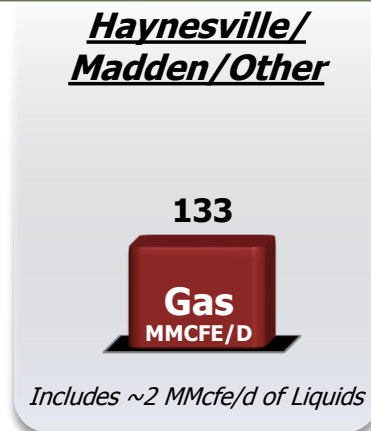 Haynesville/
Madden/Other
133
Gas
MMCFE/D
Includes ~2 MMcfe/d of Liquids